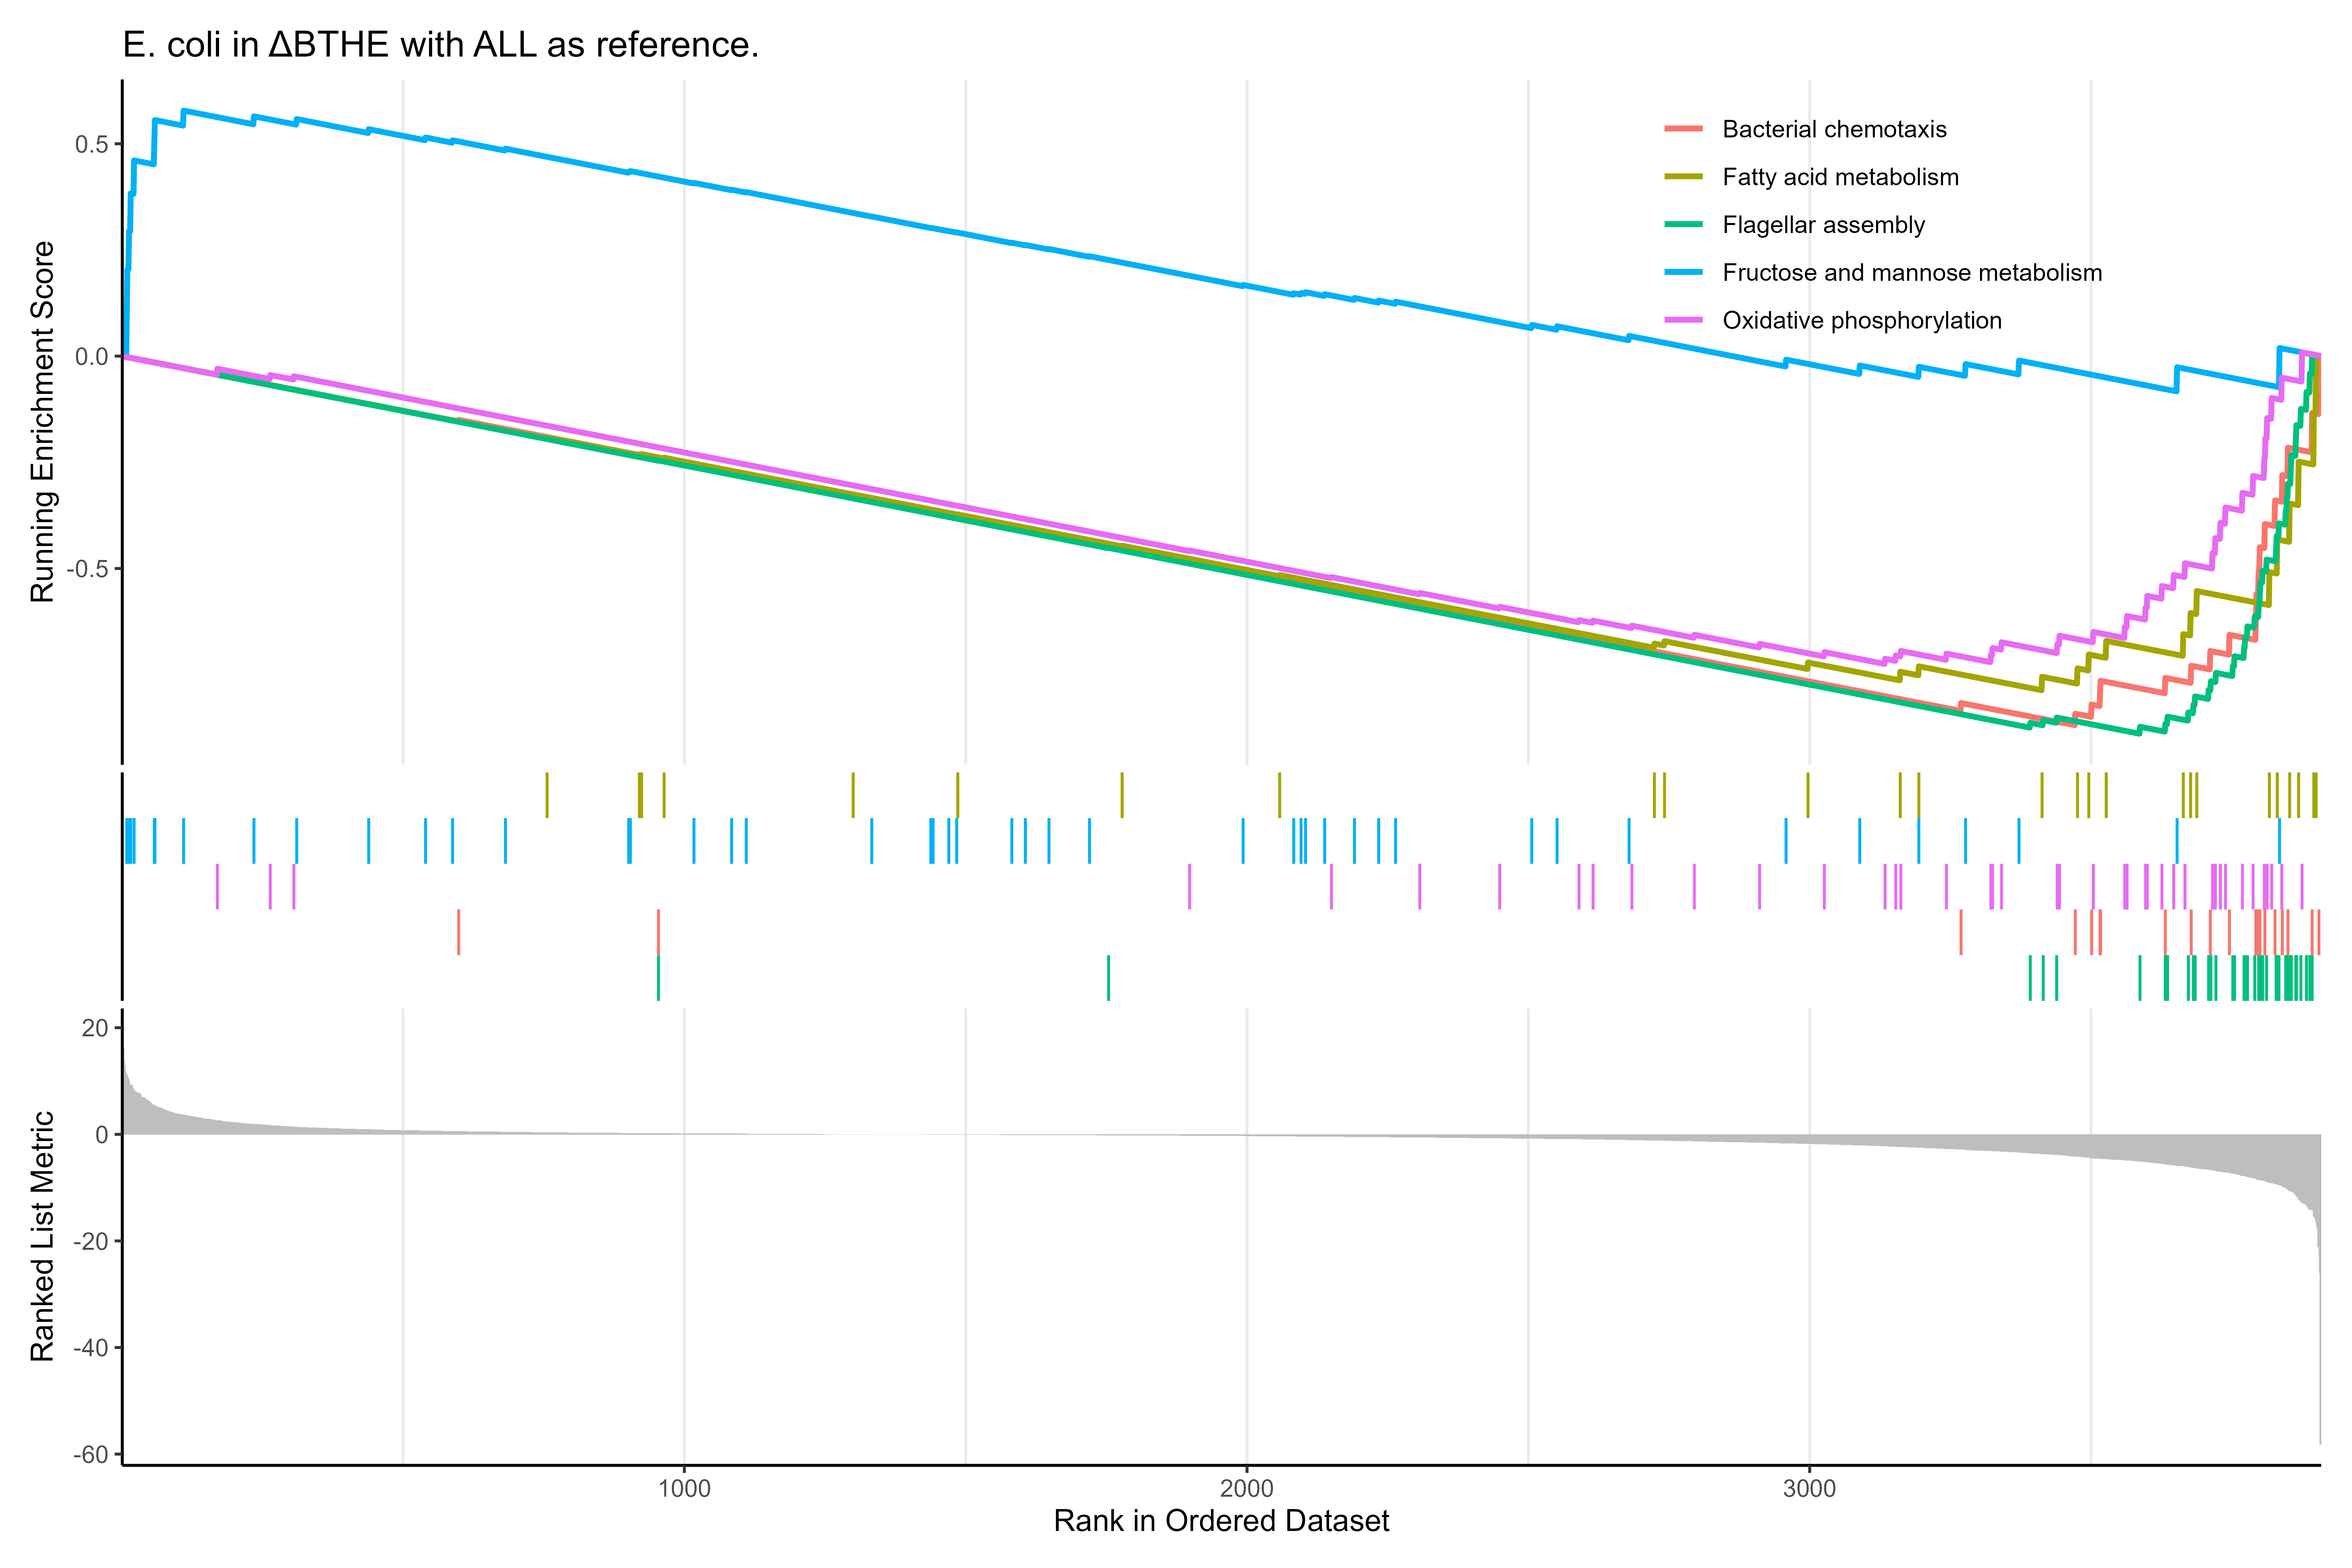 E. coli in ΔBTHE with ALL as reference.
Running Enrichment Score
0.5
0.0
-0.5
Bacterial chemotaxis
Fatty acid metabolism
Flagellar assembly
Fructose and mannose metabolism
Oxidative phosphorylation
Ranked List Metric
20
0
-20
-40
-60
1000
2000
3000
Rank in Ordered Dataset